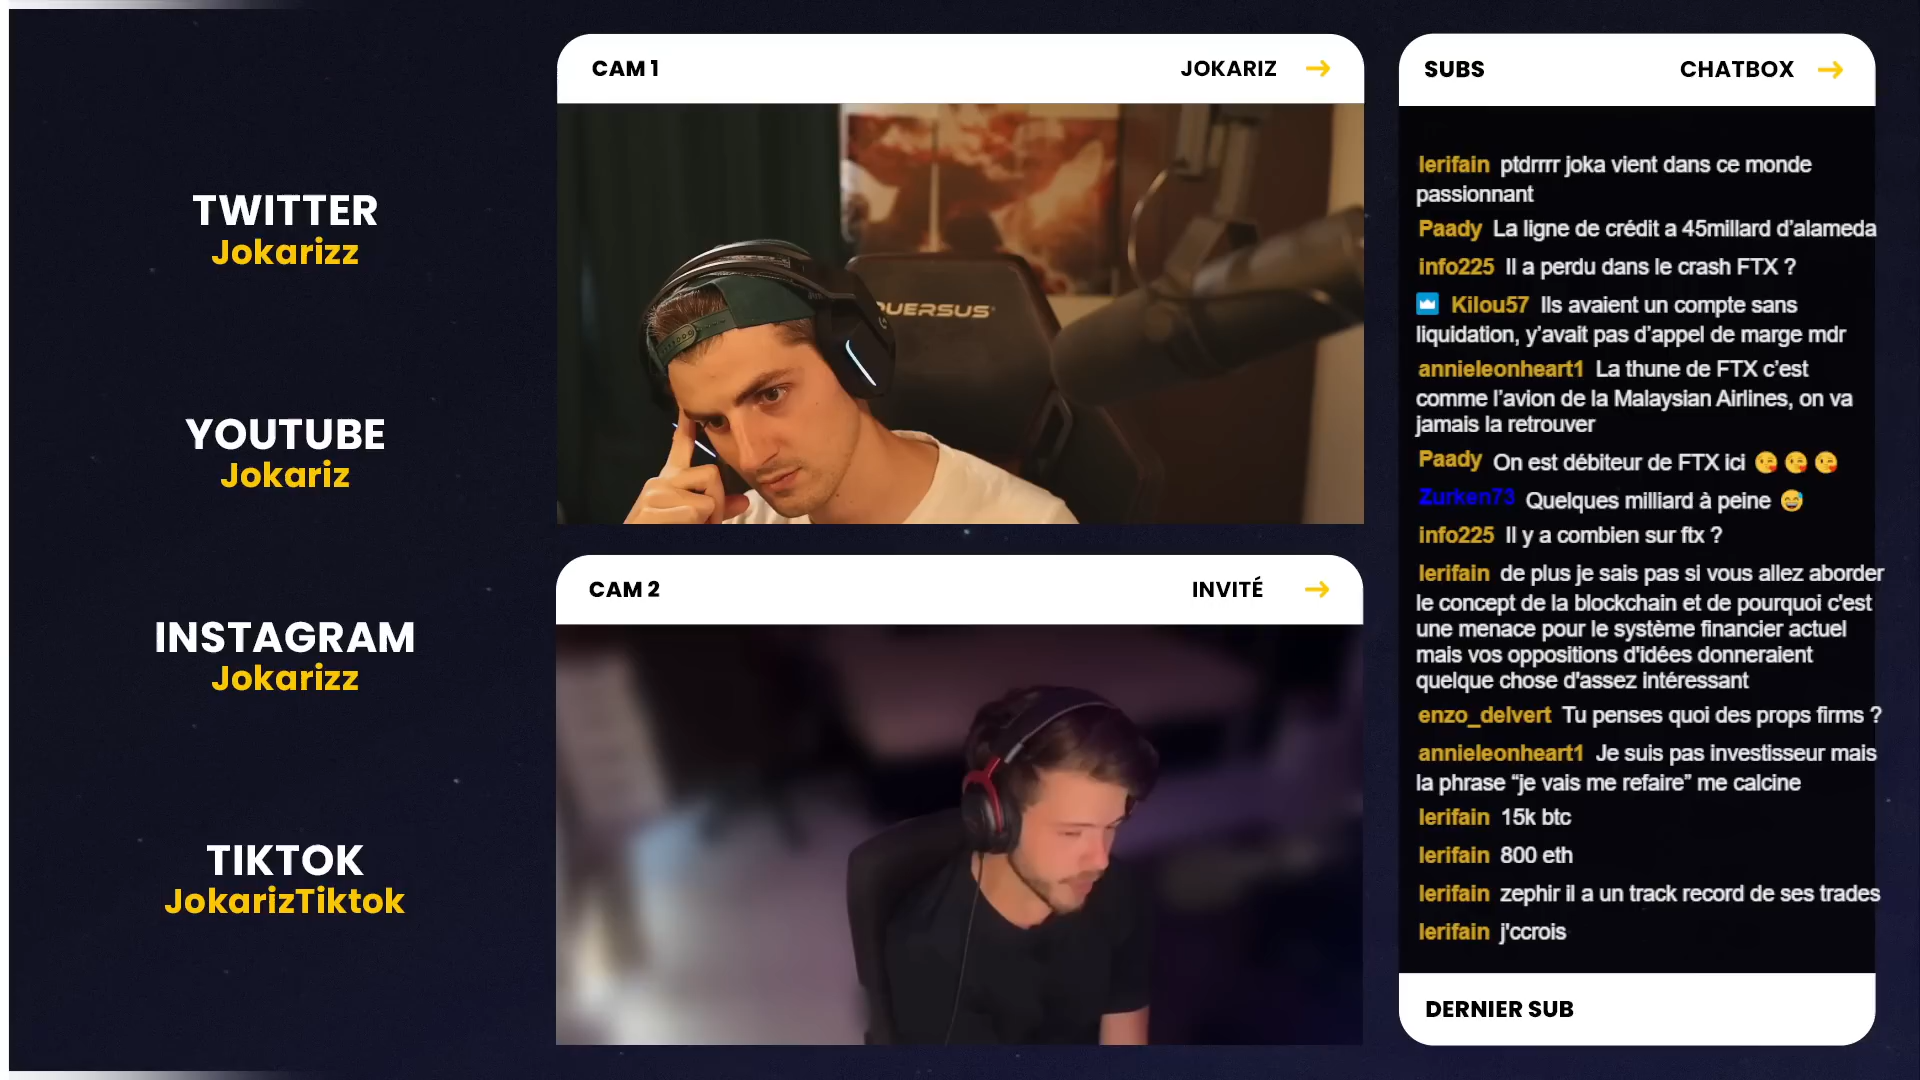 TWITTER
Jokarizz
YOUTUBE
Jokariz
INSTAGRAM
Jokarizz
TIKTOK
JokarizTiktok
CAM 1
JOKARIZ
QUERSUS
CAM 2
INVITÉ
SUBS
CHATBOX
lerifain ptdrrrr joka vient dans ce monde
passionnant
Paady La ligne de crédit a 45millard d'alameda
info225 Il a perdu dans le crash FTX ?
Kilou57 Ils avaient un compte sans
liquidation, y'avait pas d'appel de marge mdr
annieleonheart1 La thune de FTX c'est
comme l'avion de la Malaysian Airlines, on va
jamais la retrouver
Paady On est débiteur de FTX ici 😘 😘 😘
Zurken73 Quelques milliard à peine 😅
info225 Il y a combien sur ftx ?
lerifain de plus je sais pas si vous allez aborder
le concept de la blockchain et de pourquoi c'est
une menace pour le système financier actuel
mais vos oppositions d'idées donneraient
quelque chose d'assez intéressant
enzo_delvert Tu penses quoi des props firms ?
annieleonheart1 Je suis pas investisseur mais
la phrase “je vais me refaire” me calcine
lerifain 15k btc
lerifain 800 eth
lerifain zephir il a un track record de ses trades
lerifain j'ccrois
DERNIER SUB